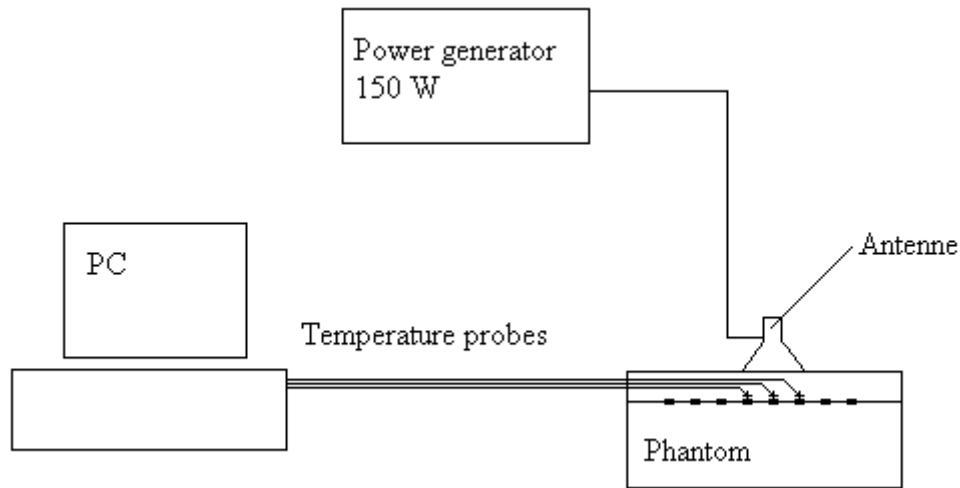 Power generator
150 W
PC
Antenne
Temperature probes
Phantom